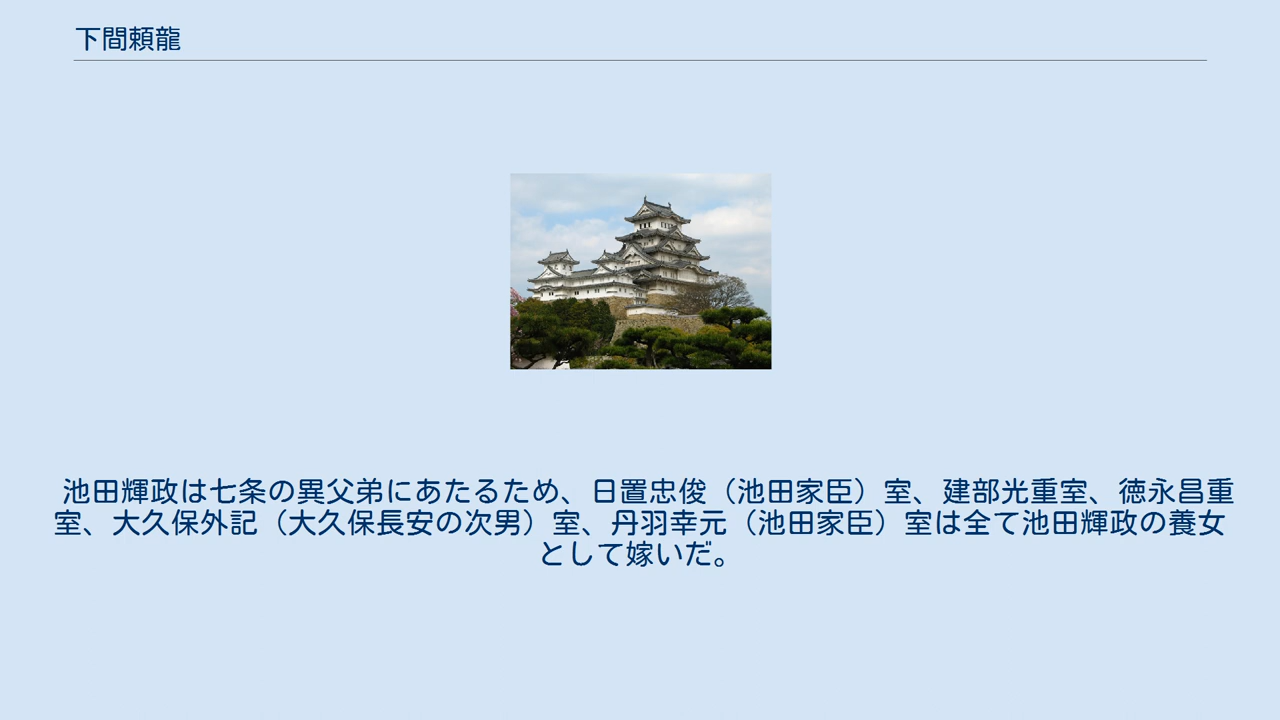 下間頼龍
池田輝政は七条の異父弟にあたるため、日置忠俊（池田家臣）室、建部光重室、徳永昌重
室、大久保外記（大久保長安の次男）室、丹羽幸元（池田家臣）室は全て池田輝政の養女
として嫁いだ。